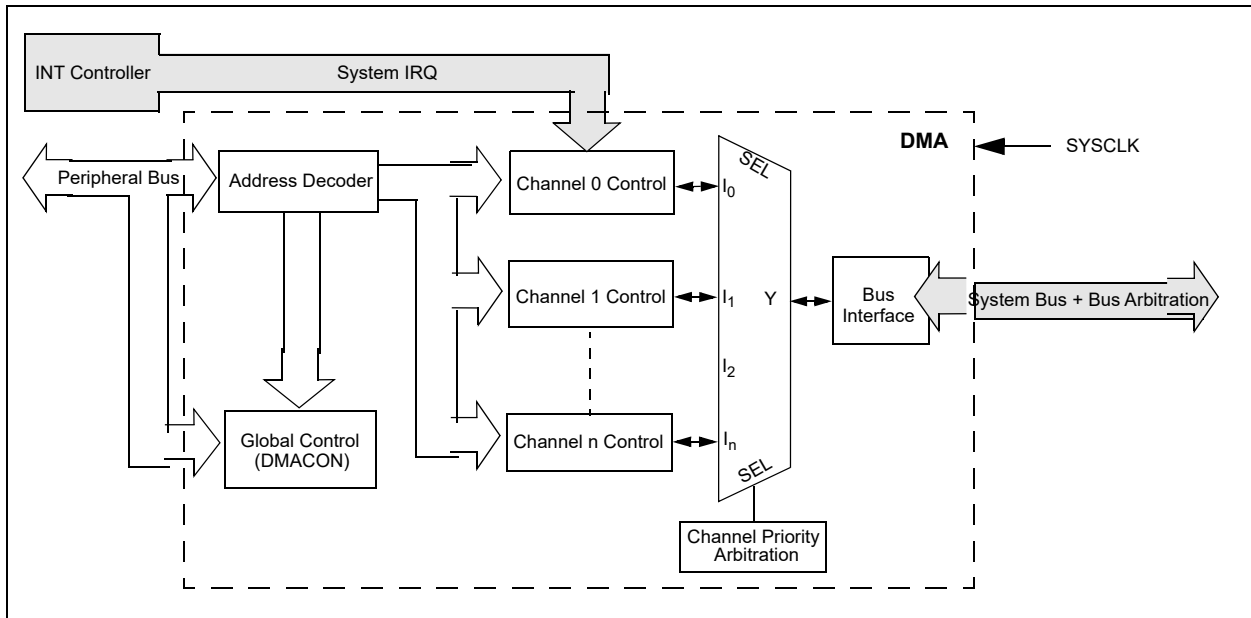 INT Controller
System IRQ
DMA
SYSCLK
Peripheral Bus
Address Decoder
Channel 0 Control
SEL
I0
Channel 1 Control
I1
Y
Bus
Interface
System Bus + Bus Arbitration
I2
Global Control
(DMACON)
Channel n Control
In
SEL
Channel Priority
Arbitration